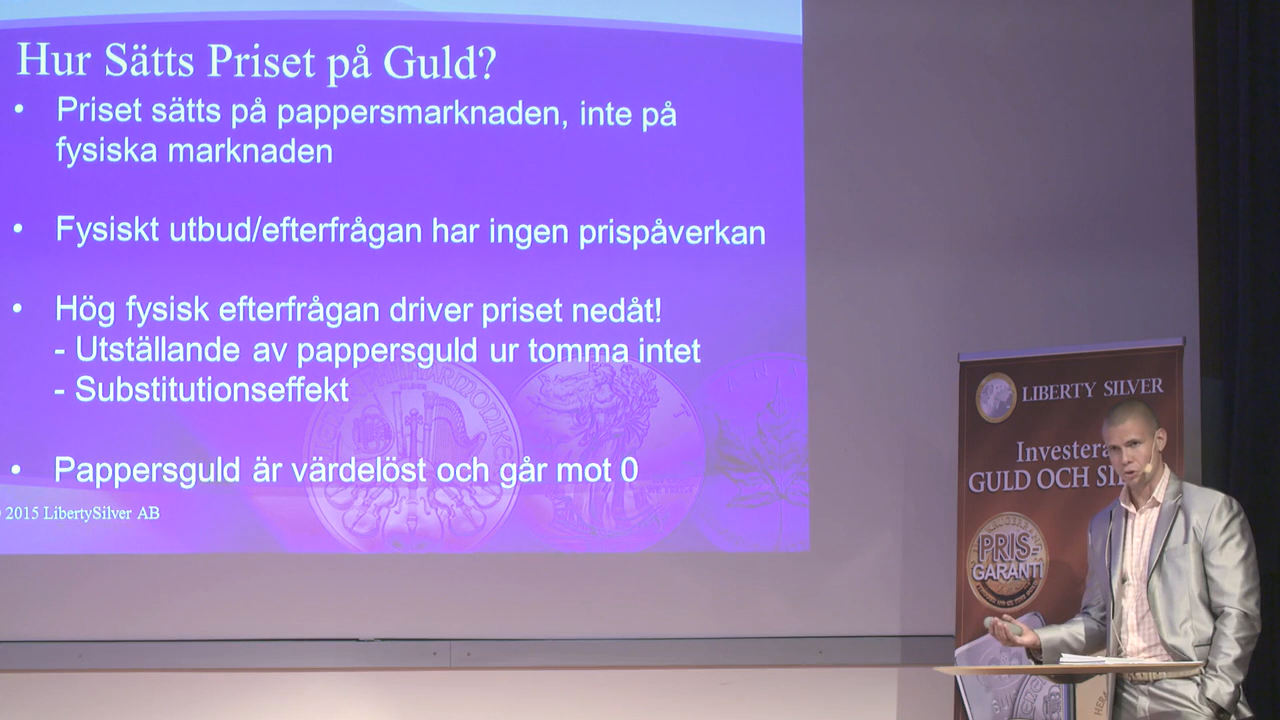 Hur Sätts Priset på Guld?
• Priset sätts på pappersmarknaden, inte på
fysiska marknaden
• Fysiskt utbud/efterfrågan har ingen prispåverkan
• Hög fysisk efterfrågan driver priset nedåt!
- Utställande av pappersguld ur tomma intet
- Substitutionseffekt
• Pappersguld är värdelöst och går mot 0
2015 LibertySilver AB
LIBERTY SILVER
Investera
GULD OCH
PRIS-
GARANTI